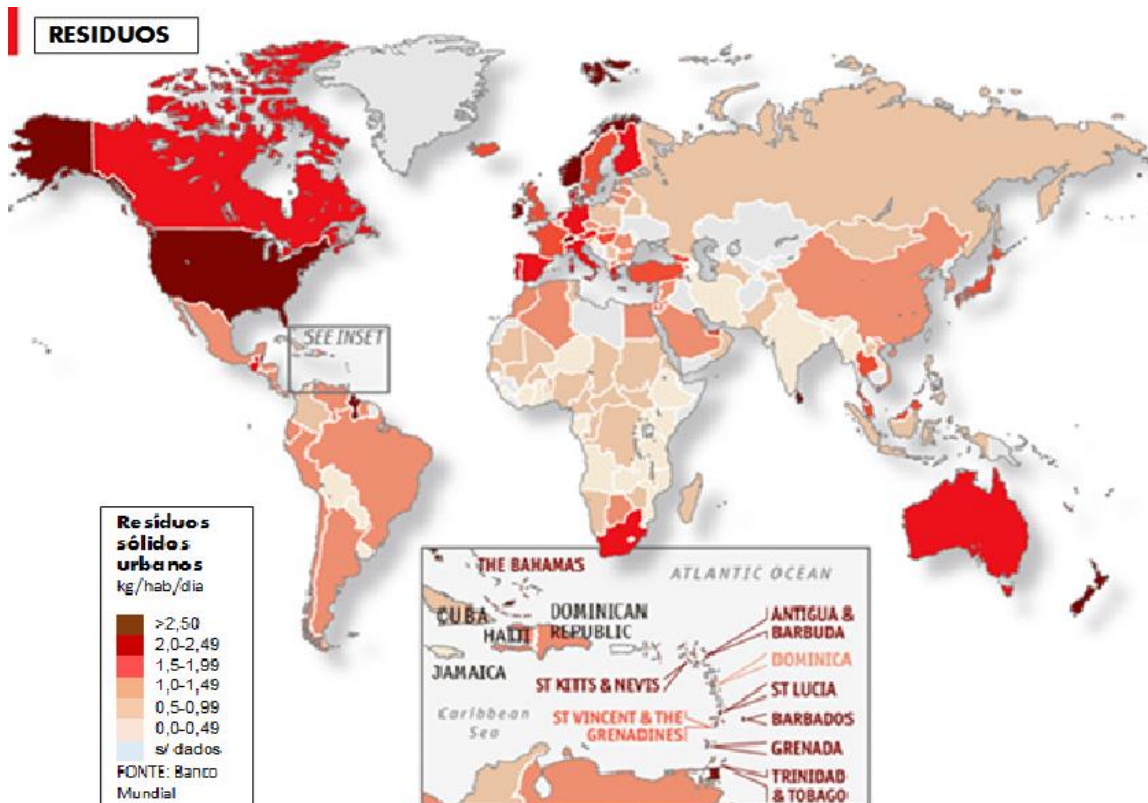 RESIDUOS
SEE INSET
Resíduos
sólidos
urbanos
kg/hab/dia
>2,50
2,0-2,49
1,5-1,99
1,0-1,49
0,5-0,99
0,0-0,49
s/ dados
FONTE: Banco
Mundial
THE BAHAMAS
ATLANTIC OCEAN
CUBA
DOMINICAN
REPUBLIC
HAITI
JAMAICA
ANTIGUA &
BARBUDA
DOMINICA
ST KITTS & NEVIS
ST LUCIA
Caribbean
Sea
ST VINCENT & THE
GRENADINES
BARBADOS
GRENADA
TRINIDAD
& TOBAGO